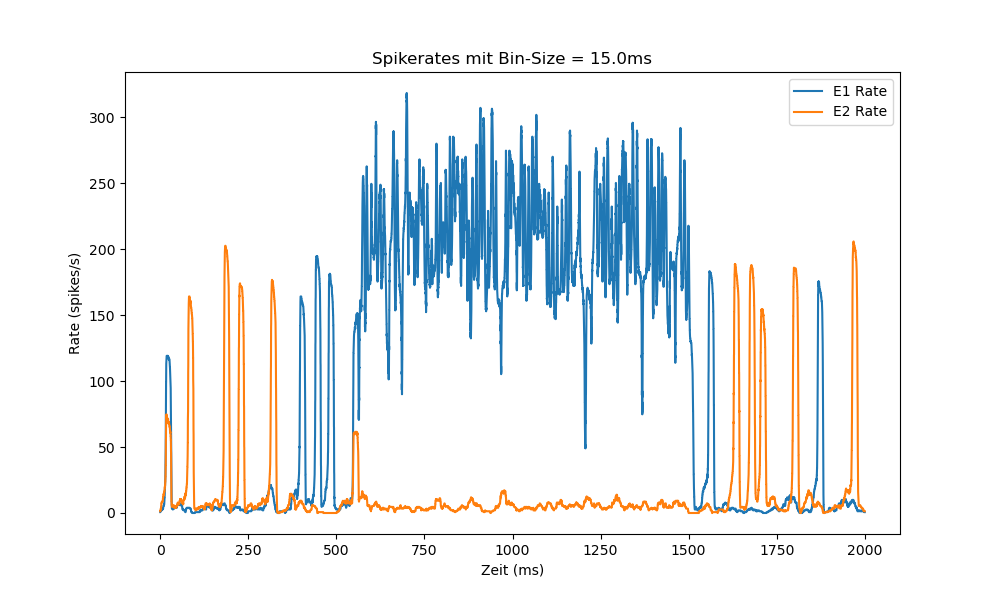 Spikerates mit Bin-Size = 15.0ms
E1 Rate
E2 Rate
300
250
200
150
100
50
0
Rate (spikes/s)
0 250 500 750 1000 1250 1500 1750 2000
Zeit (ms)